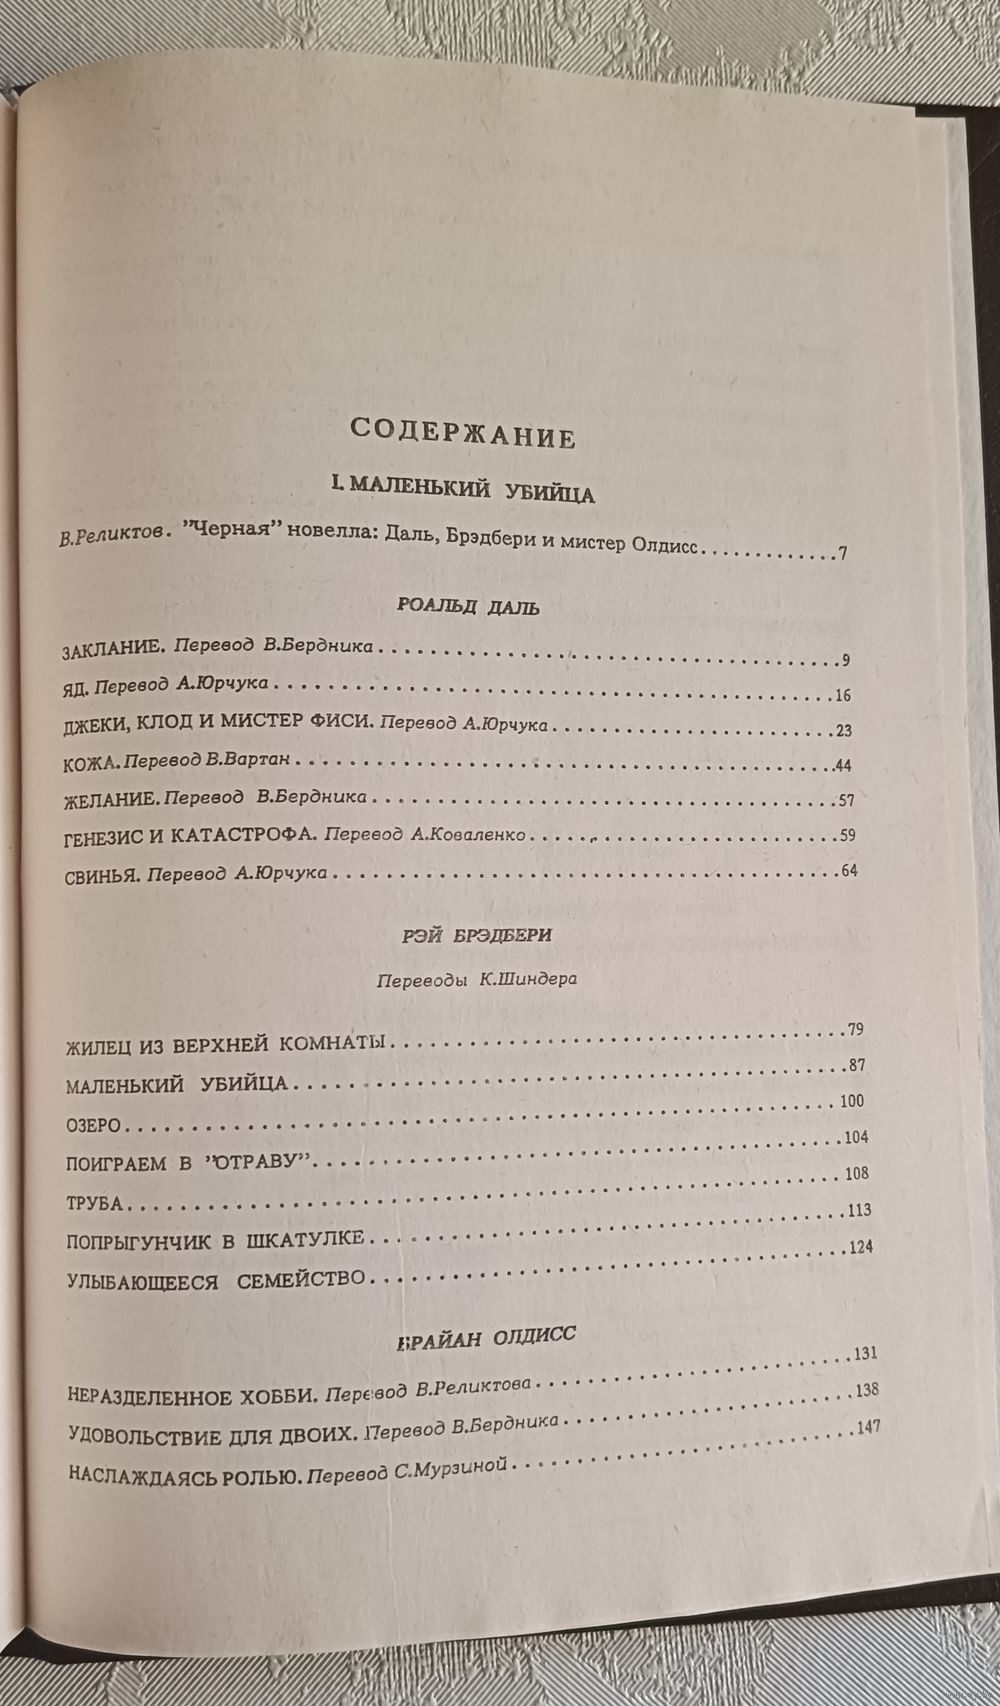 СОДЕРЖАНИЕ
I. МАЛЕНЬКИЙ УБИЙЦА
В.Реликтов. "Черная" новелла: Даль, Брэдбери и мистер Олдисс.............7
РОАЛЬД ДАЛЬ
ЗАКЛАНИЕ. Перевод В.Бердника.....................................9
ЯД. Перевод А.Юрчука.............................................16
ДЖЕКИ, КЛОД И МИСТЕР ФИСИ. Перевод А.Юрчука......................23
КОЖА. Перевод В.Вартан...........................................44
ЖЕЛАНИЕ. Перевод В.Бердника......................................57
ГЕНЕЗИС И КАТАСТРОФА. Перевод А.Коваленко........................59
СВИНЬЯ. Перевод А.Юрчука.........................................64
РЭЙ БРЭДБЕРИ
Переводы К.Шиндера
ЖИЛЕЦ ИЗ ВЕРХНЕЙ КОМНАТЫ.....................................79
МАЛЕНЬКИЙ УБИЙЦА.............................................87
ОЗЕРО........................................................100
ПОИГРАЕМ В "ОТРАВУ"..........................................104
ТРУБА........................................................108
ПОПРЫГУНЧИК В ШКАТУЛКЕ.......................................113
УЛЫБАЮЩЕЕСЯ СЕМЕЙСТВО........................................124
БРАЙАН ОЛДИСС
НЕРАЗДЕЛЕННОЕ ХОББИ. Перевод В.Реликтова.........................131
УДОВОЛЬСТВИЕ ДЛЯ ДВОИХ. Перевод В.Бердника.......................138
НАСЛАЖДАЯСЬ РОЛЬЮ. Перевод С.Мурзиной............................147